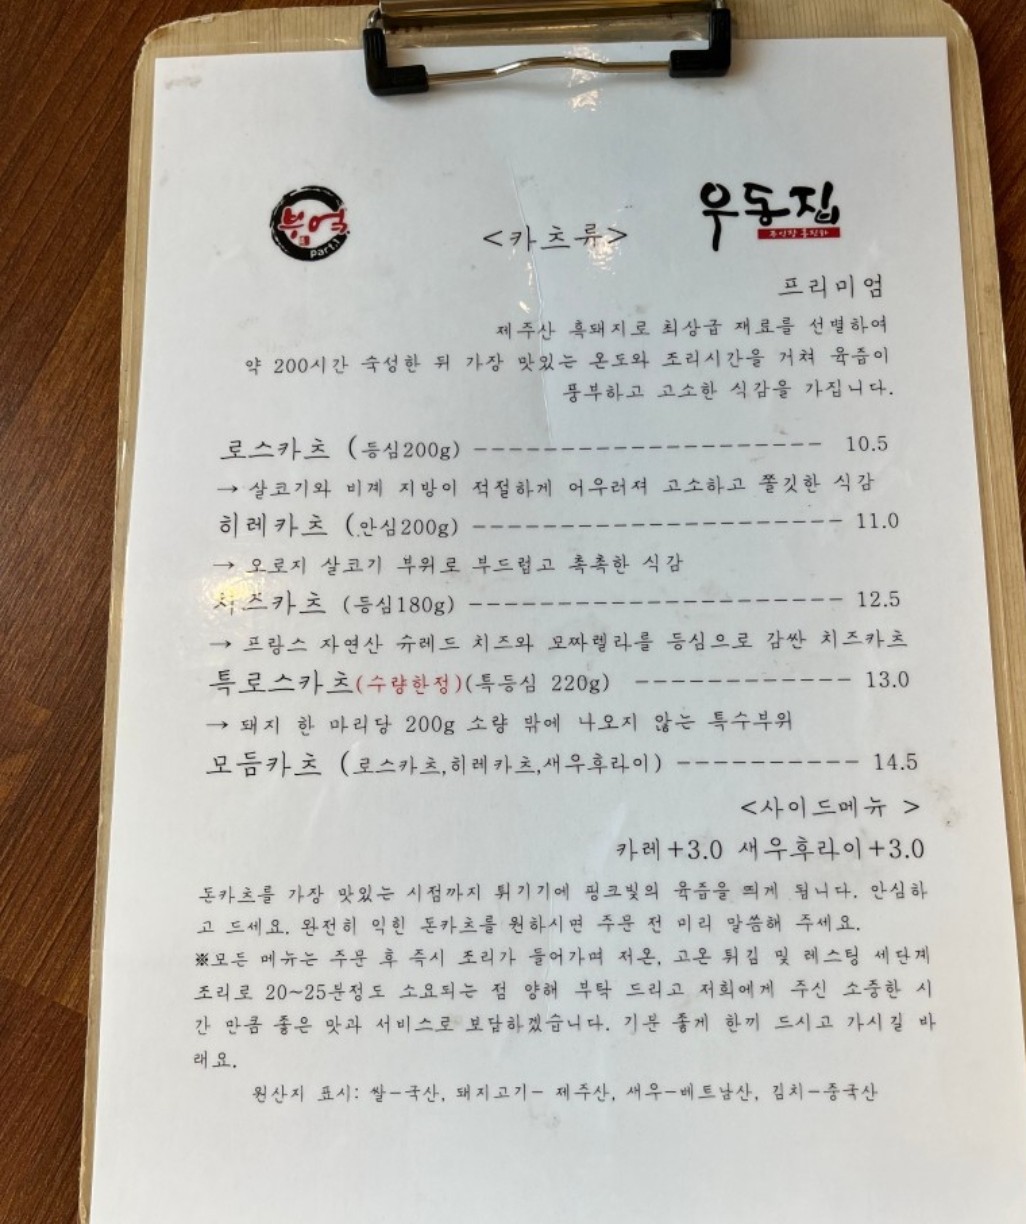 부엌
part.1
우동집
<카츠류>
프리미엄
제주산 흑돼지로 최상급 재료를 선별하여
약 200시간 숙성한 뒤 가장 맛있는 온도와 조리시간을 거쳐 육즙이
풍부하고 고소한 식감을 가집니다.
로스카츠 (등심200g) ------------------- 10.5
→ 살코기와 비계 지방이 적절하게 어우러져 고소하고 쫄깃한 식감
히레카츠 (안심200g) -------------------- 11.0
→ 오로지 살코기 부위로 부드럽고 촉촉한 식감
치즈카츠 (등심180g) --------------------- 12.5
→ 프랑스 자연산 슈레드 치즈와 모짜렐라를 등심으로 감싼 치즈카츠
특로스카츠(수량한정)(특등심 220g) ------------ 13.0
→ 돼지 한 마리당 200g 소량 밖에 나오지 않는 특수부위
모듬카츠 (로스카츠,히레카츠,새우후라이) ---------- 14.5
<사이드메뉴 >
카레+3.0 새우후라이+3.0
돈카츠를 가장 맛있는 시점까지 튀기기에 핑크빛의 육즙을 띄게 됩니다. 안심하
고 드세요. 완전히 익힌 돈카츠를 원하시면 주문 전 미리 말씀해 주세요.
※모든 메뉴는 주문 후 즉시 조리가 들어가며 저온, 고온 튀김 및 레스팅 세단계
조리로 20~25분정도 소요되는 점 양해 부탁 드리고 저희에게 주신 소중한 시
간 만큼 좋은 맛과 서비스로 보답하겠습니다. 기분 좋게 한끼 드시고 가시길 바
래요.
원산지 표시: 쌀-국산, 돼지고기- 제주산, 새우-베트남산, 김치-중국산